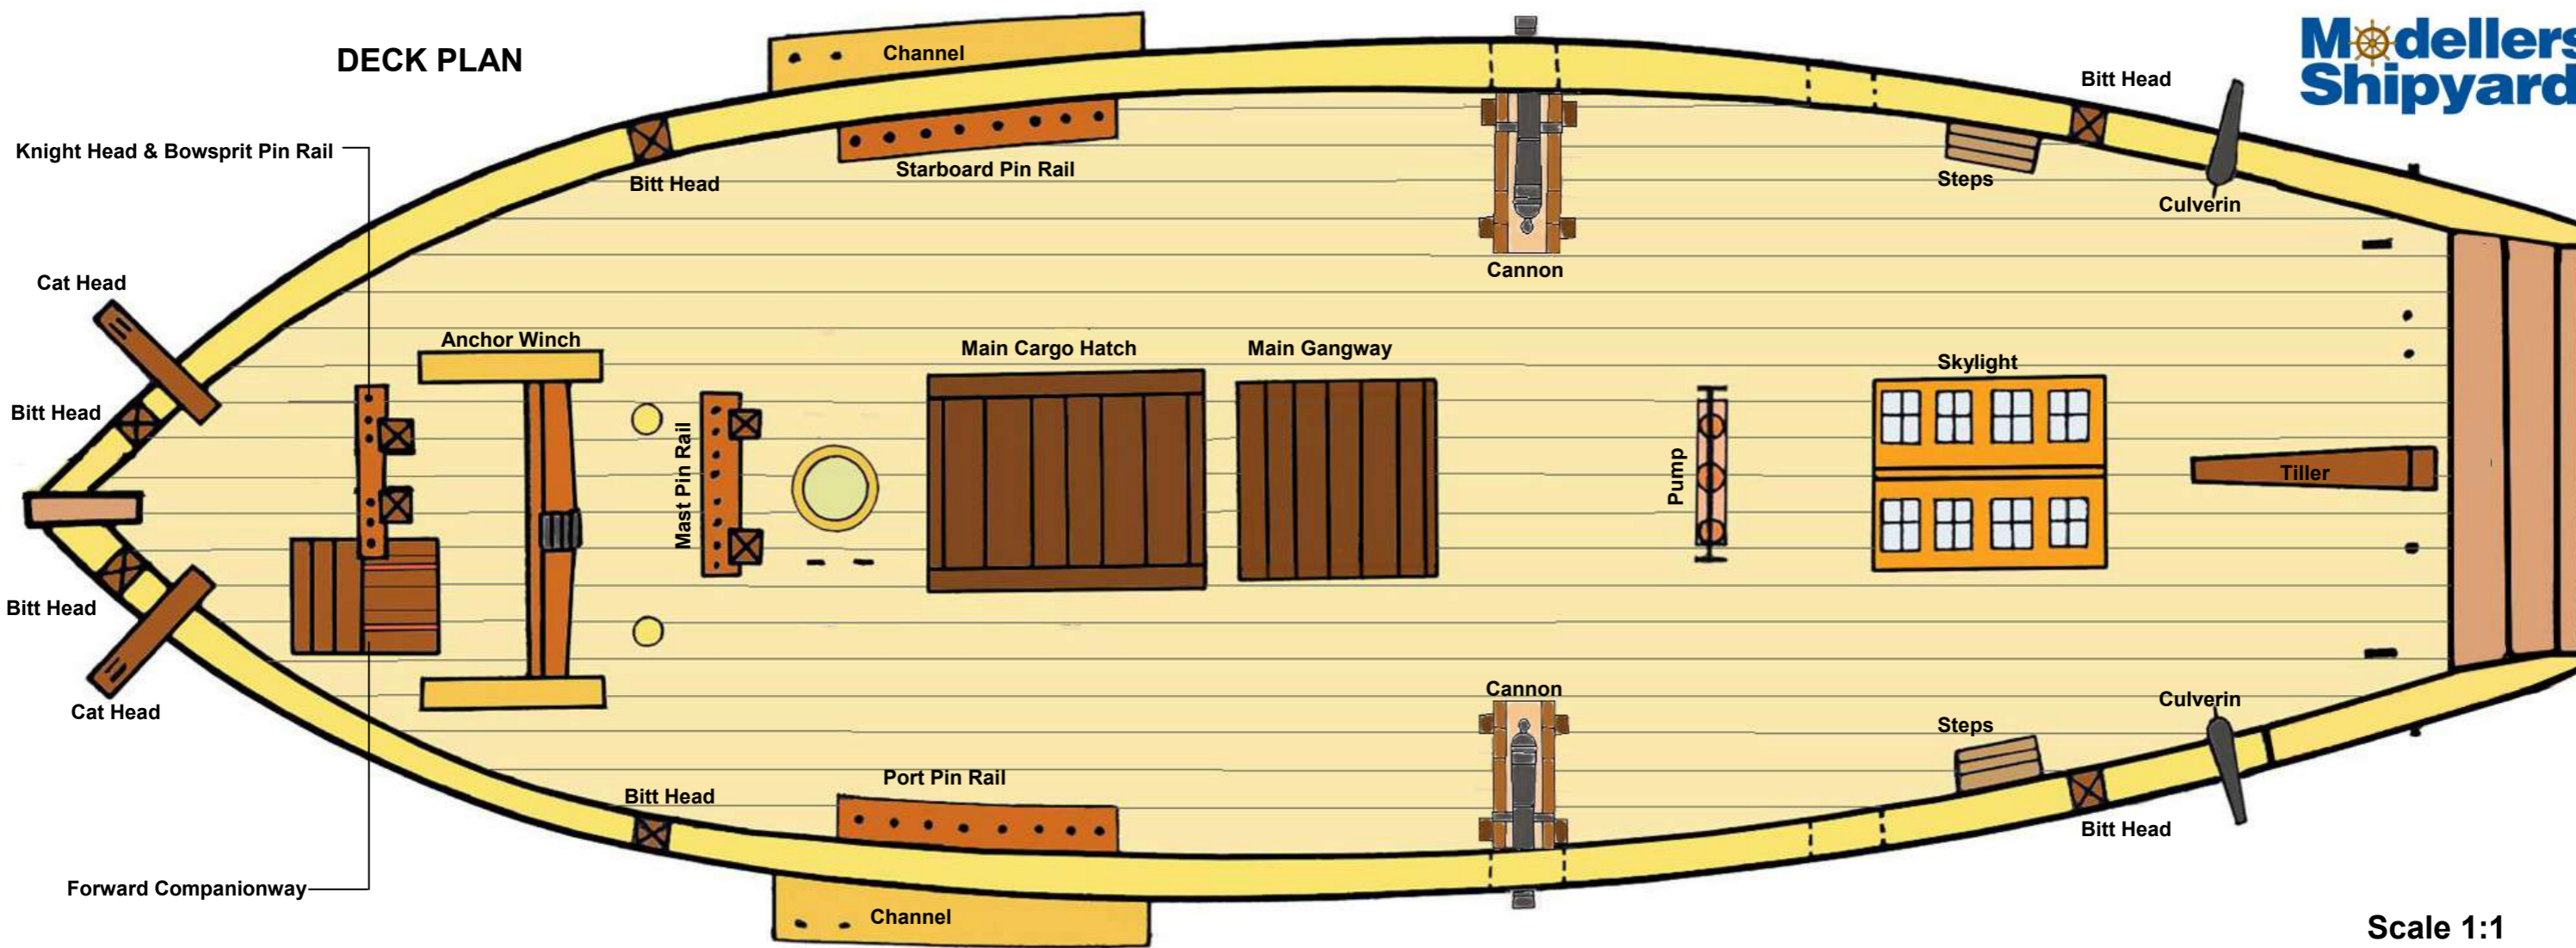 DECK PLAN
Channel
Modellers
Shipyard
Bitt Head
Knight Head & Bowsprit Pin Rail
Bitt Head
Starboard Pin Rail
Steps
Culverin
Cannon
Cat Head
Anchor Winch
Main Cargo Hatch
Main Gangway
Skylight
Bitt Head
Mast Pin Rail
Pump
Tiller
Bitt Head
Cat Head
Cannon
Culverin
Steps
Port Pin Rail
Bitt Head
Bitt Head
Forward Companionway
Channel
Scale 1:1